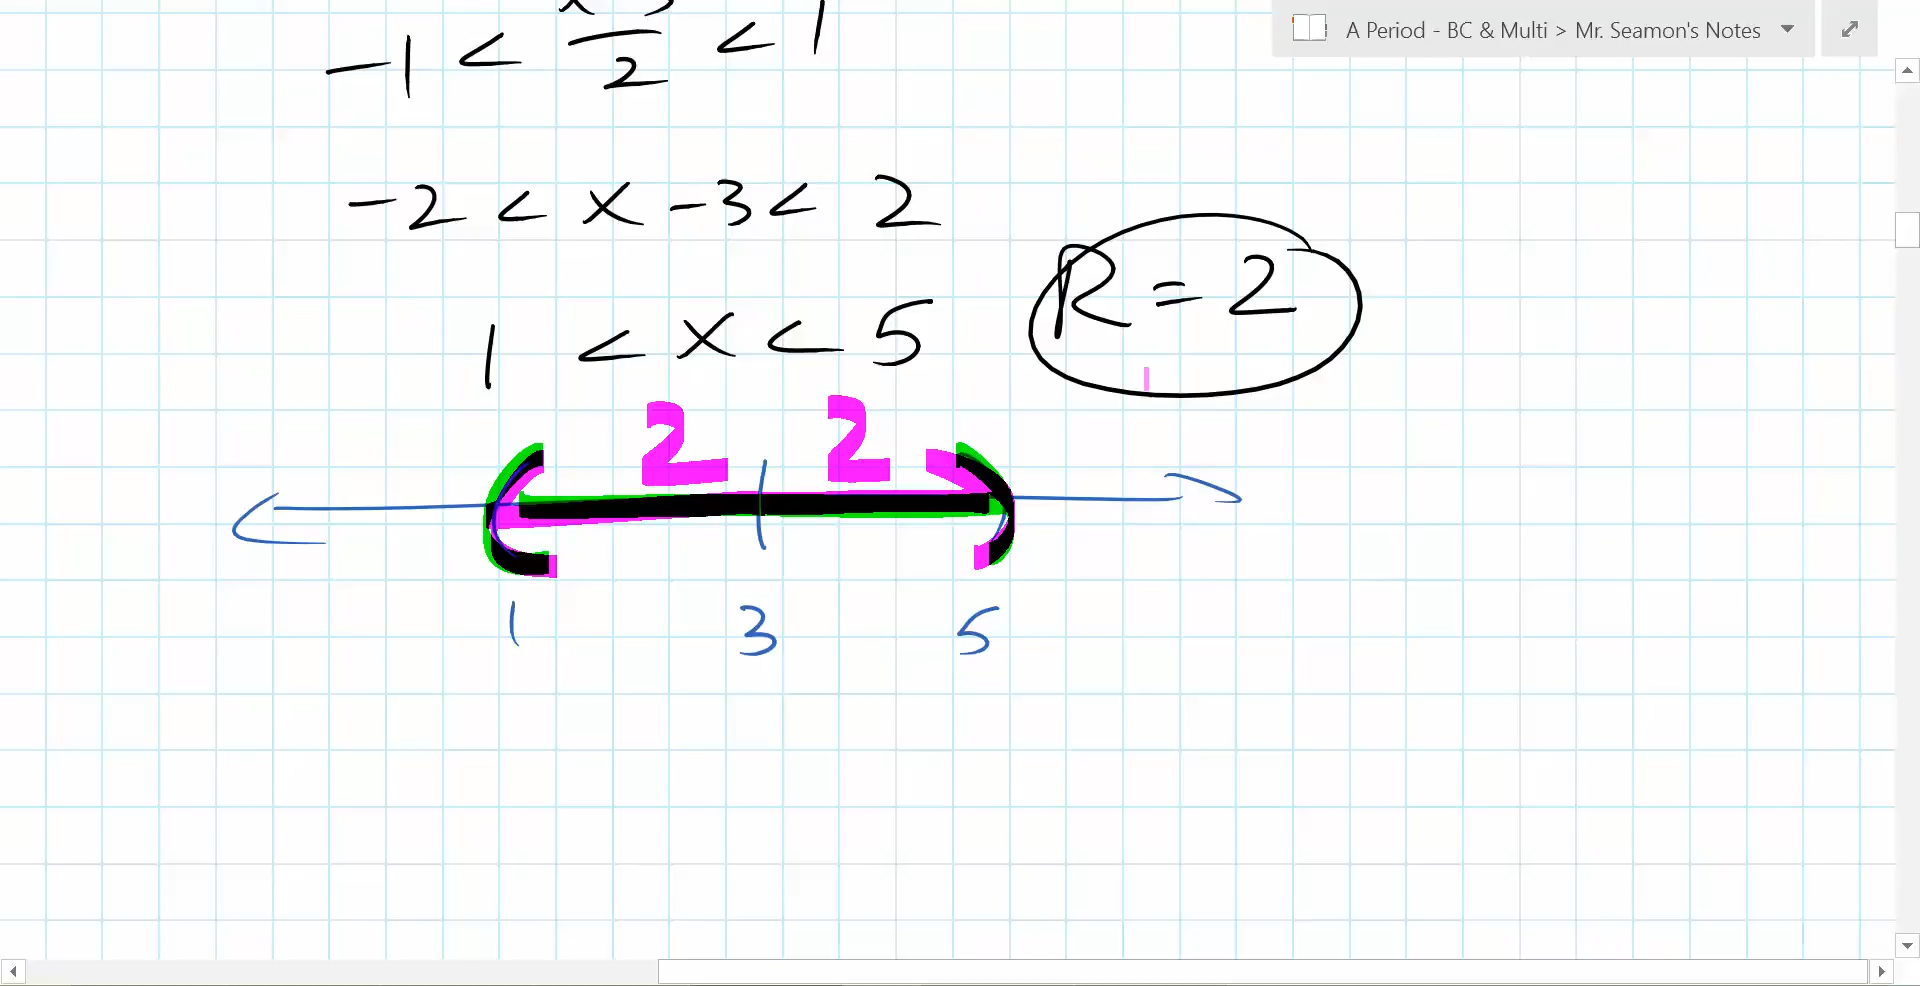 A Period - BC & Multi > Mr. Seamon's Notes
-1 < x-3/2 < 1
-2 < x - 3 < 2
R = 2
1 < x < 5
2 2
1 3 5